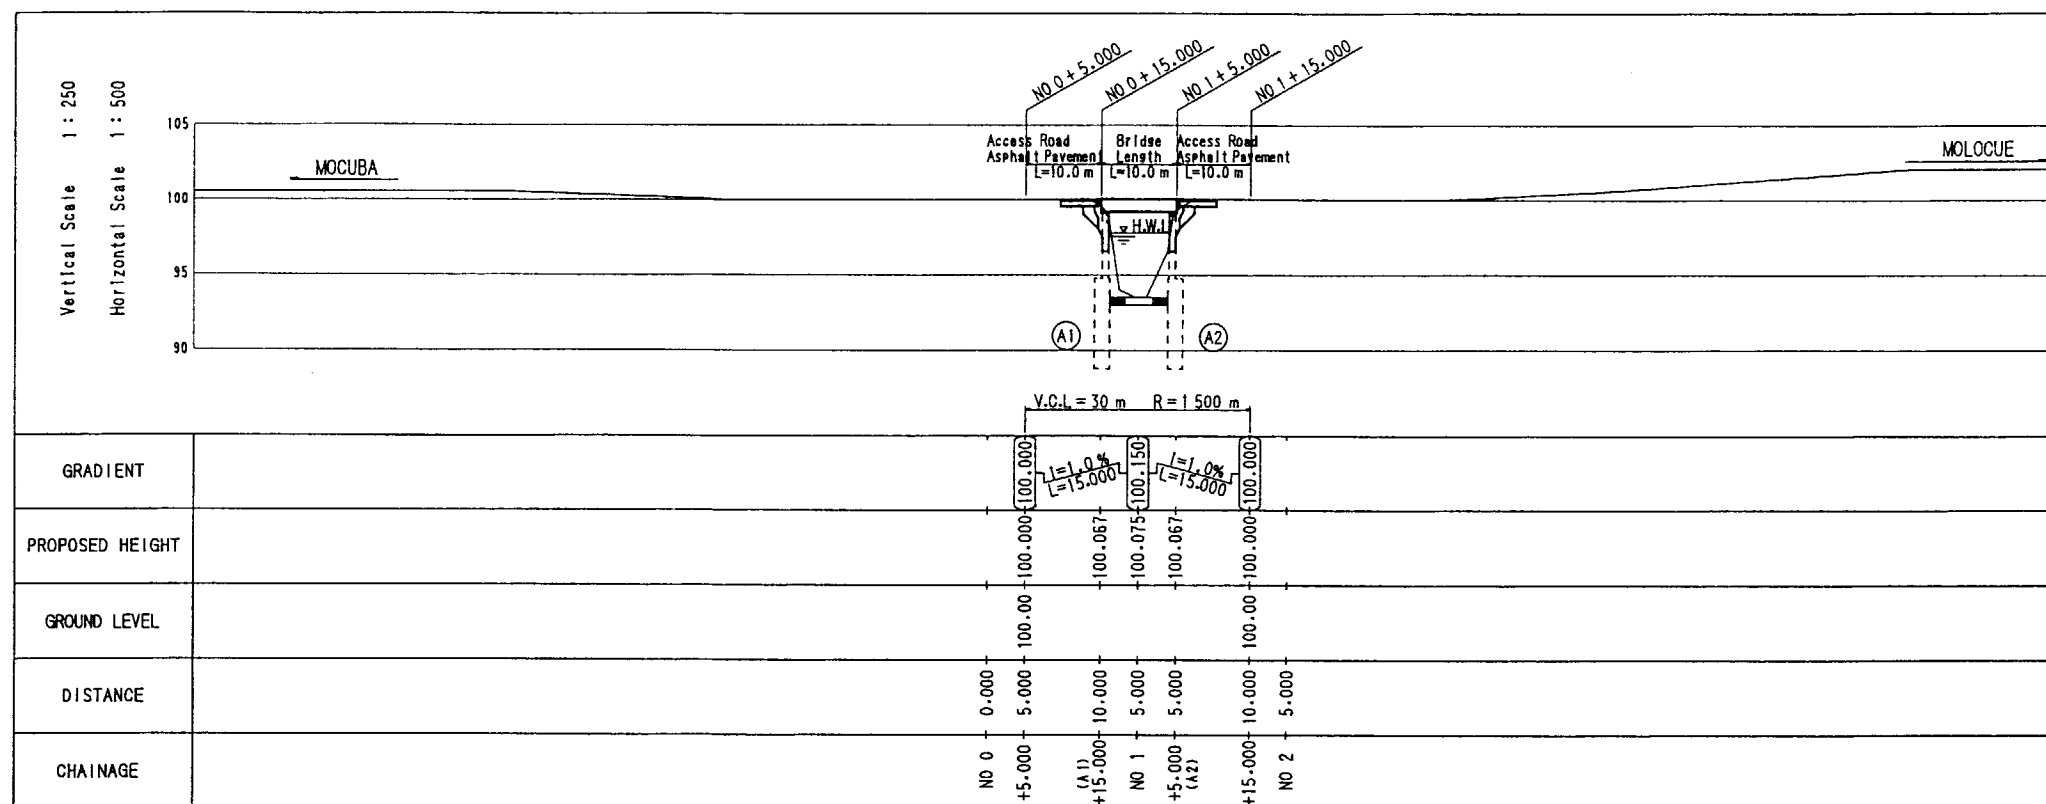 Vertical Scale 1 : 250
Horizontal Scale 1 : 500
NO 0 + 5.000
NO 0 + 15.000
NO 1 + 5.000
NO 1 + 15.000
105
100
95
90
MOCUBA
MOLOCUE
Access Road
Asphalt Pavement
L=10.0 m
Bridge
Length
L=10.0 m
Access Road
Asphalt Pavement
L=10.0 m
H.W.L
A1
A2
V.C.L = 30 m R = 1 500 m
GRADIENT
100.000
I=1.0 %
L=15.000
100.150
I=1.0%
L=15.000
100.000
PROPOSED HEIGHT
100.000
100.067
100.075
100.067
100.000
GROUND LEVEL
100.00
100.00
DISTANCE
0.000
5.000
10.000
5.000
5.000
10.000
5.000
CHAINAGE
NO 0
+5.000
(A1)
+15.000
NO 1
+5.000
(A2)
+15.000
NO 2